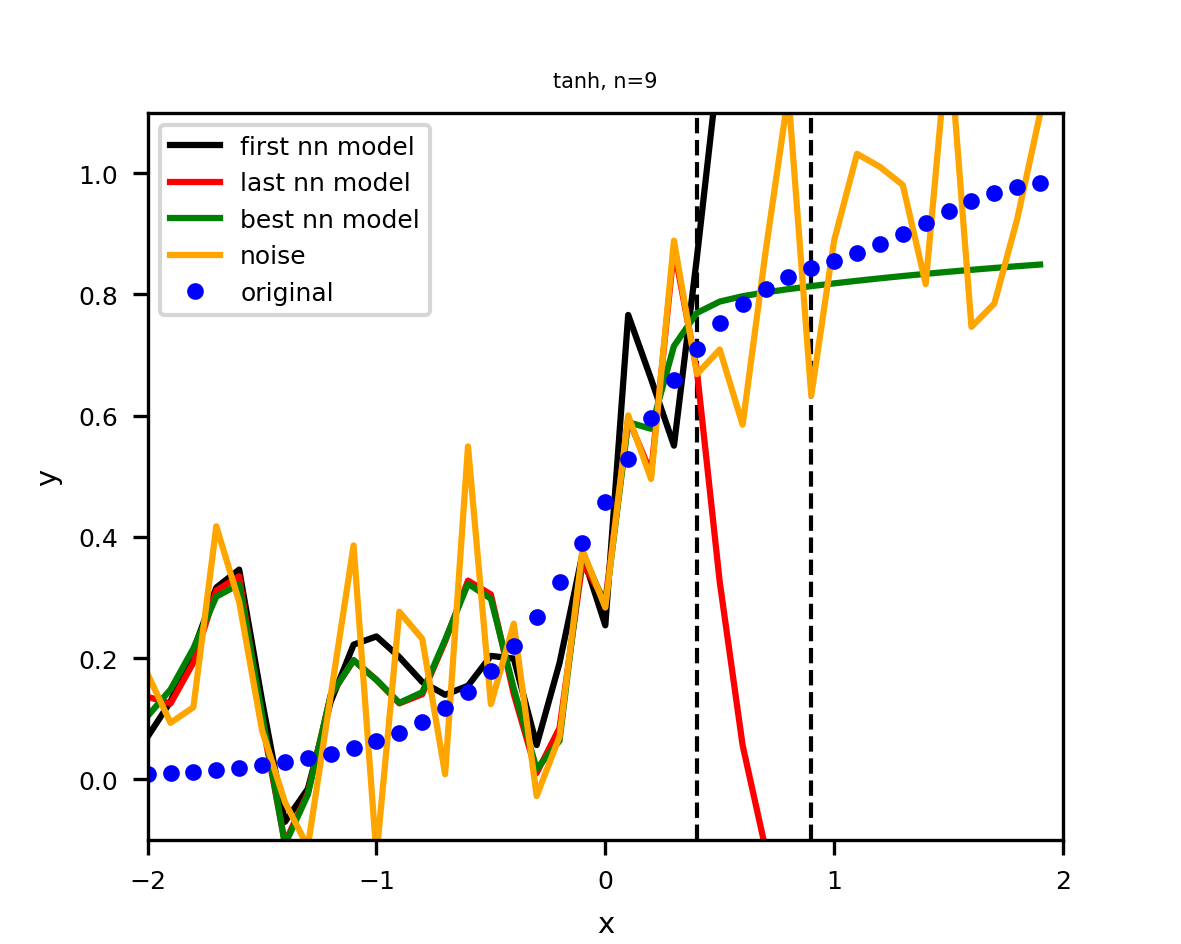 tanh, n=9
first nn model
last nn model
best nn model
noise
original
1.0
0.8
0.6
0.4
0.2
0.0
y
−2
−1
0
1
2
x